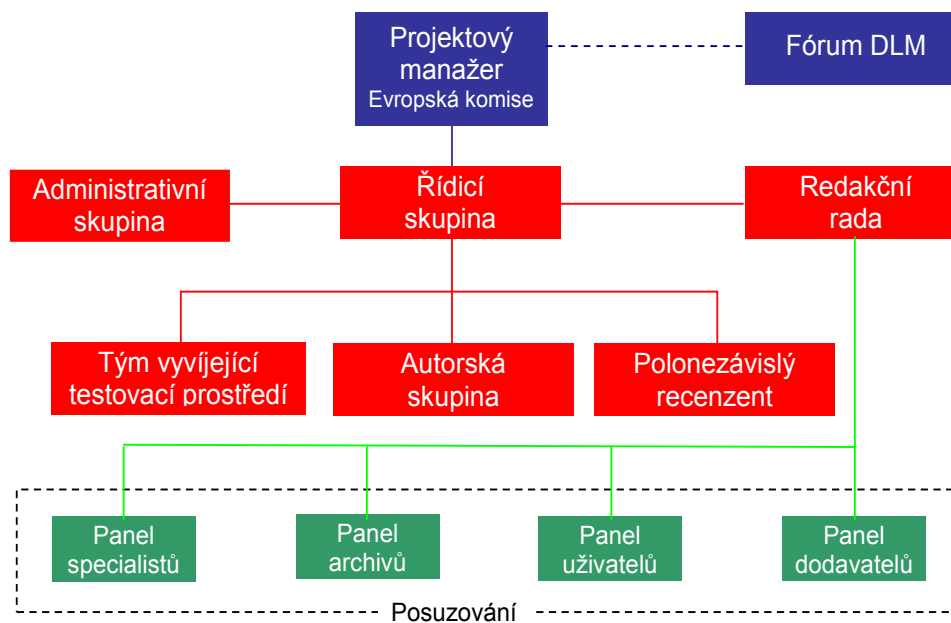 Projektový
manažer
Evropská komise
Fórum DLM
Administrativní
skupina
Řídicí
skupina
Redakční
rada
Tým vyvíjející
testovací prostředí
Autorská
skupina
Polonezávislý
recenzent
Panel
specialistů
Panel
archivů
Panel
uživatelů
Panel
dodavatelů
Posuzování